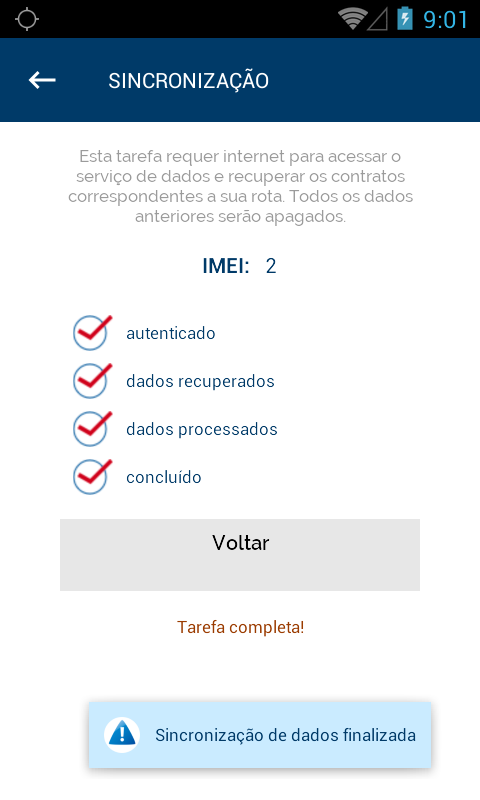 9:01
SINCRONIZAÇÃO
Esta tarefa requer internet para acessar o
serviço de dados e recuperar os contratos
correspondentes a sua rota. Todos os dados
anteriores serão apagados.
IMEI: 2
autenticado
dados recuperados
dados processados
concluído
Voltar
Tarefa completa!
Sincronização de dados finalizada